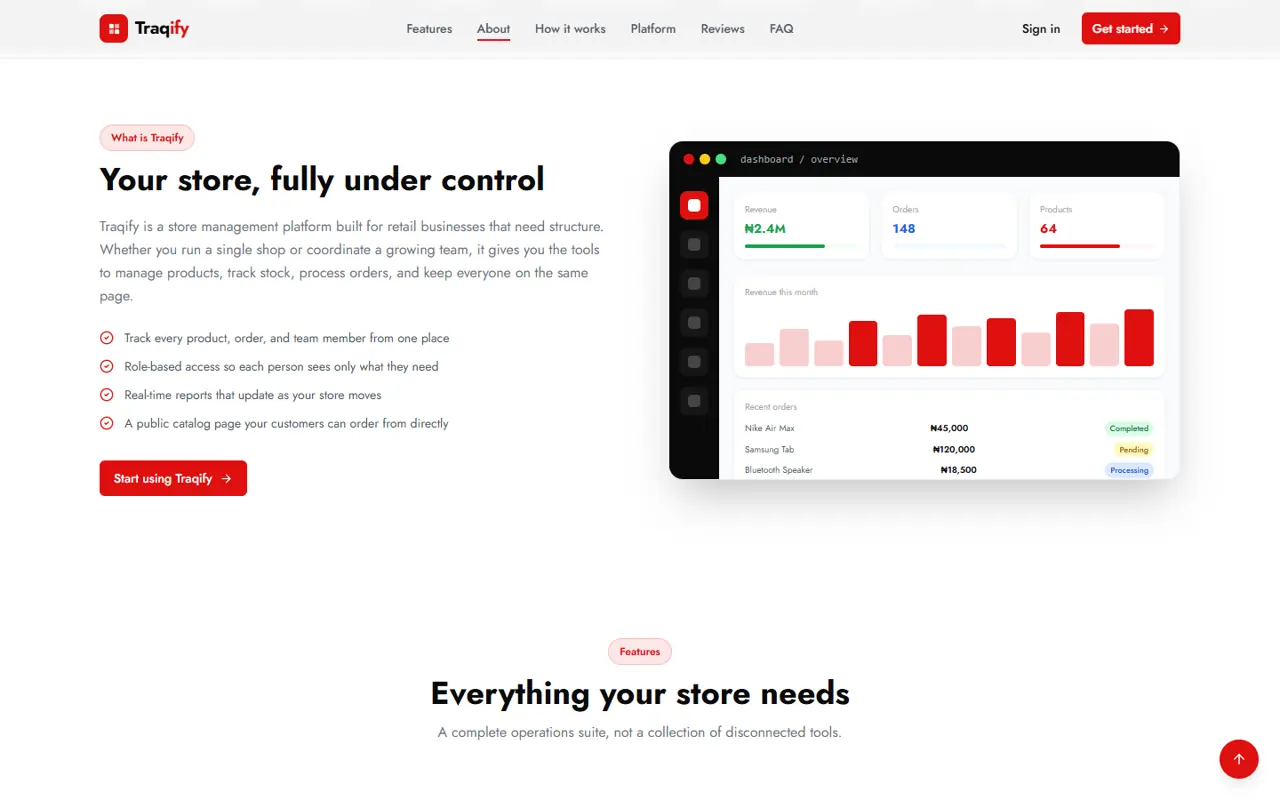 Traqify
Features
About
How it works
Platform
Reviews
FAQ
Sign in
Get started →
What is Traqify
Your store, fully under control
Traqify is a store management platform built for retail businesses that need structure.
Whether you run a single shop or coordinate a growing team, it gives you the tools
to manage products, track stock, process orders, and keep everyone on the same
page.
Track every product, order, and team member from one place
Role-based access so each person sees only what they need
Real-time reports that update as your store moves
A public catalog page your customers can order from directly
Start using Traqify →
dashboard / overview
Revenue
₦2.4M
Orders
148
Products
64
Revenue this month
Recent orders
Nike Air Max ₦45,000 Completed
Samsung Tab ₦120,000 Pending
Bluetooth Speaker ₦18,500 Processing
Features
Everything your store needs
A complete operations suite, not a collection of disconnected tools.